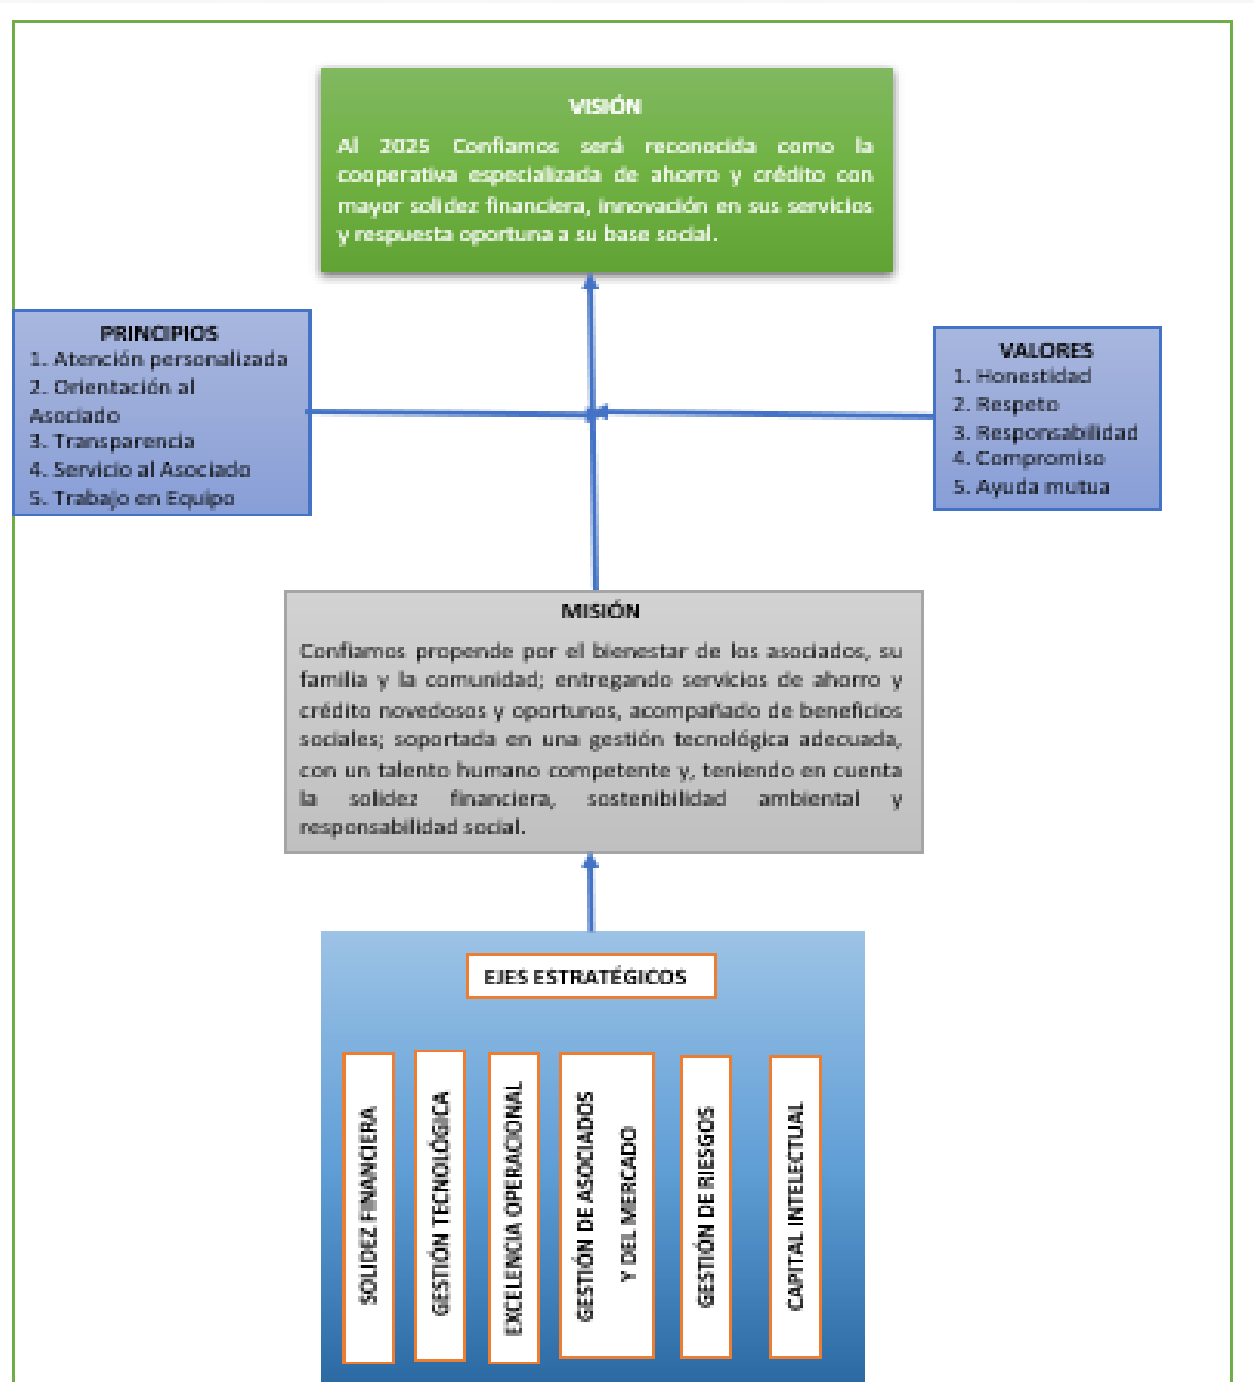 VISIÓN
Al 2025 Confiamos será reconocida como la
cooperativa especializada de ahorro y crédito con
mayor solidez financiera, innovación en sus servicios
y respuesta oportuna a su base social.
PRINCIPIOS
1. Atención personalizada
2. Orientación al
Asociado
3. Transparencia
4. Servicio al Asociado
5. Trabajo en Equipo
VALORES
1. Honestidad
2. Respeto
3. Responsabilidad
4. Compromiso
5. Ayuda mutua
MISIÓN
Confiamos propende por el bienestar de los asociados, su
familia y la comunidad; entregando servicios de ahorro y
crédito novedosos y oportunos, acompañado de beneficios
sociales; soportada en una gestión tecnológica adecuada,
con un talento humano competente y, teniendo en cuenta
la solidez financiera, sostenibilidad ambiental y
responsabilidad social.
EJES ESTRATÉGICOS
SOLIDEZ FINANCIERA
GESTIÓN TECNOLÓGICA
EXCELENCIA OPERACIONAL
GESTIÓN DE ASOCIADOS
Y DEL MERCADO
GESTIÓN DE RIESGOS
CAPITAL INTELECTUAL